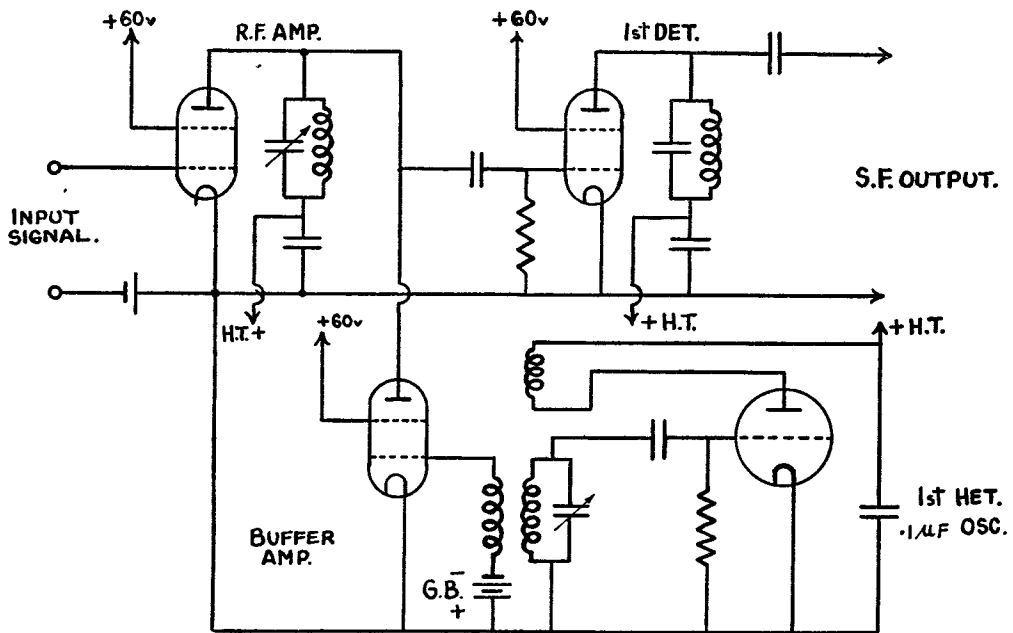 +60v
R.F. AMP.
+60v
1st DET.
INPUT
SIGNAL.
S.F. OUTPUT.
H.T.+
+60v
+H.T.
+H.T.
BUFFER
AMP.
G.B. -
+
1st HET.
.1µF OSC.